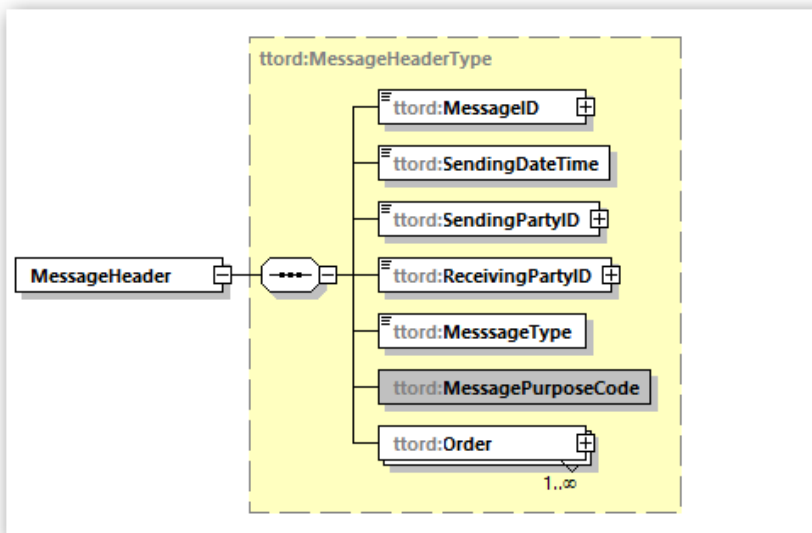 ttord:MessageHeaderType
ttord:MessageID
ttord:SendingDateTime
ttord:SendingPartyID
MessageHeader
ttord:ReceivingPartyID
ttord:MesssageType
ttord:MessagePurposeCode
ttord:Order
1..∞